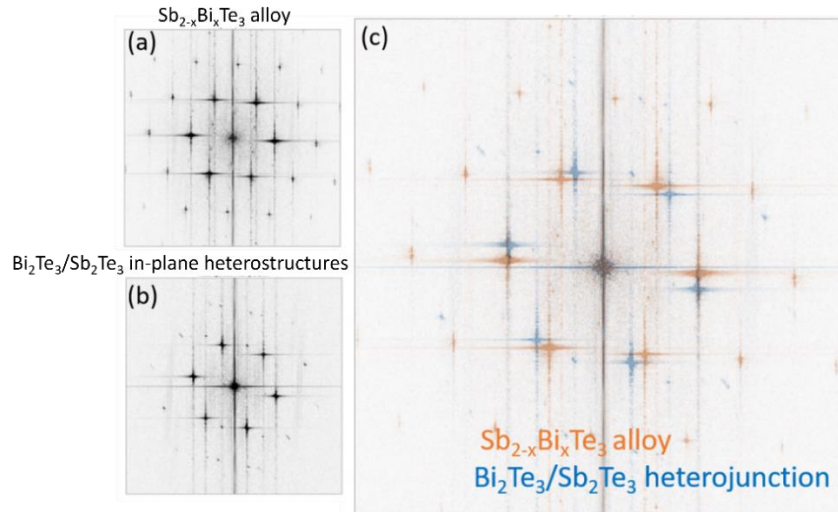 Sb₂₋ₓBiₓTe₃ alloy
(a)
Bi₂Te₃/Sb₂Te₃ in-plane heterostructures
(b)
(c)
Sb₂₋ₓBiₓTe₃ alloy
Bi₂Te₃/Sb₂Te₃ heterojunction